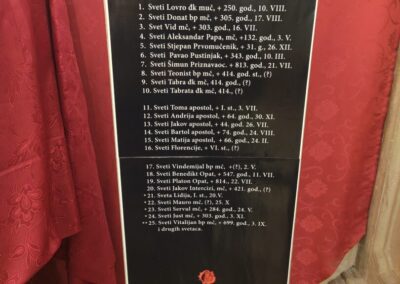 1. Sveti Lovro dk muč, + 250. god., 10. VIII.
2. Sveti Donat bp mč, + 305. god., 17. VIII.
3. Svet Vid mč, + 303. god., 16. VII.
4. Sveti Aleksandar Papa, mč, +132. god., 3. V.
5. Sveti Stjepan Prvomučenik, + 31. g., 26. XII.
6. Sveti Pavao Pustinjak, + 343. god., 10. III.
7. Sveti Šimun Priznavaoc. + 813. god., 21. VII.
8. Sveti Teonist bp mč, + 414. god. st., (?)
9. Sveti Tabra dk mč, + 414. god., (?)
10. Sveti Tabrata dk mč, 414., (?)
11. Sveti Toma apostol, + I. st., 3. VII.
12. Sveti Andrija apostol, + 64. god., 30. XI.
13. Sveti Jakov apostol, + 44. god. 26. VII.
14. Sveti Bartol apostol, + 74. god., 24. VIII.
15. Sveti Matija apostol, + 66. god., 24. II.
16. Sveti Florencije, + VI. st., (?)
17. Sveti Vindemijal bp mč, +(?), 2. V.
18. Sveti Benedikt Opat, + 547. god., 11. VII.
19. Sveti Platon Opat, + 814., 22. VII.
20. Sveti Jakov Intercizi, mč, + 421. god., (?)
21. Sveta Lidija, I. st., 20.V.
22. Sveti Mauro mč, (?), 25. X
23. Sveti Serval mč, + 284. god., 24. V.
24. Sveti Just mč, + 303. god., 3. XI.
25. Sveti Vitalijan bp mč, + 699. god., 3. IX.
i drugih svetaca.